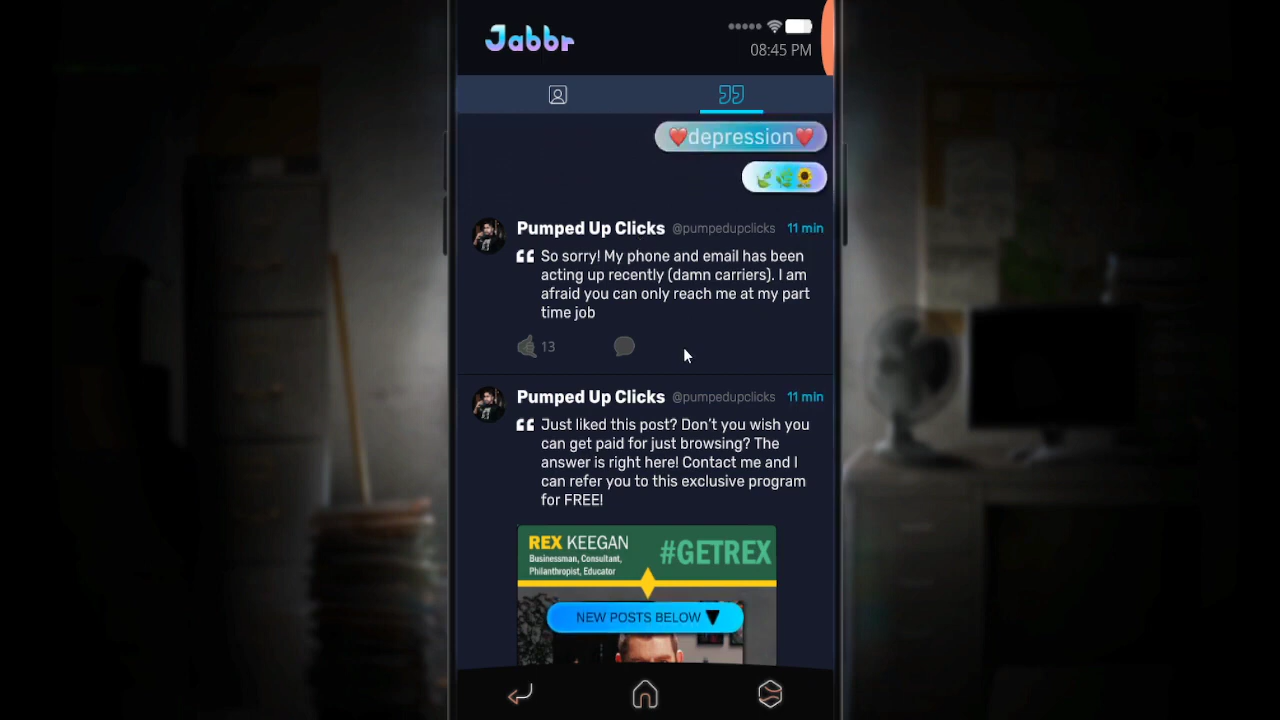 Jabbr
08:45 PM
❤️depression❤️
Pumped Up Clicks @pumpedupclicks 11 min
So sorry! My phone and email has been
acting up recently (damn carriers). I am
afraid you can only reach me at my part
time job
13
Pumped Up Clicks @pumpedupclicks 11 min
Just liked this post? Don't you wish you
can get paid for just browsing? The
answer is right here! Contact me and I
can refer you to this exclusive program
for FREE!
REX KEEGAN
#GETREX
Businessman, Consultant,
Philanthropist, Educator
NEW POSTS BELOW